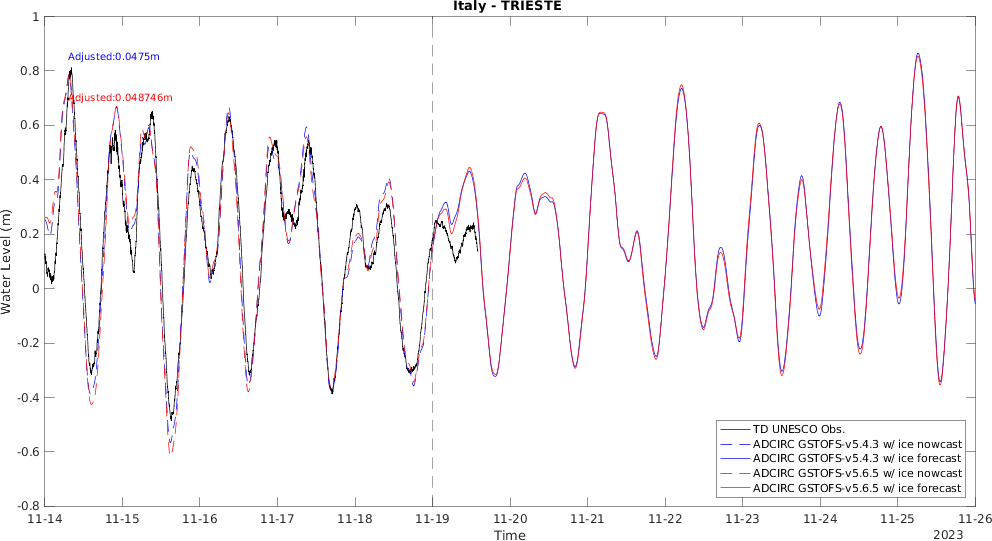 Italy - TRIESTE
Adjusted:0.0475m
Adjusted:0.048746m
Water Level (m)
1
0.8
0.6
0.4
0.2
0
-0.2
-0.4
-0.6
-0.8
TD UNESCO Obs.
ADCIRC GSTOFS-v5.4.3 w/ ice nowcast
ADCIRC GSTOFS-v5.4.3 w/ ice forecast
ADCIRC GSTOFS-v5.6.5 w/ ice nowcast
ADCIRC GSTOFS-v5.6.5 w/ ice forecast
11-14 11-15 11-16 11-17 11-18 11-19 11-20 11-21 11-22 11-23 11-24 11-25 11-26
Time
2023